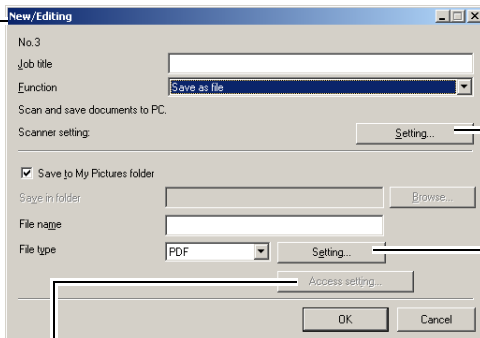 New/Editing
No.3
Job title
Function Save as file
Scan and save documents to PC.
Scanner setting: Setting...
Save to My Pictures folder
Save in folder Browse...
File name
File type PDF Setting...
Access setting...
OK Cancel